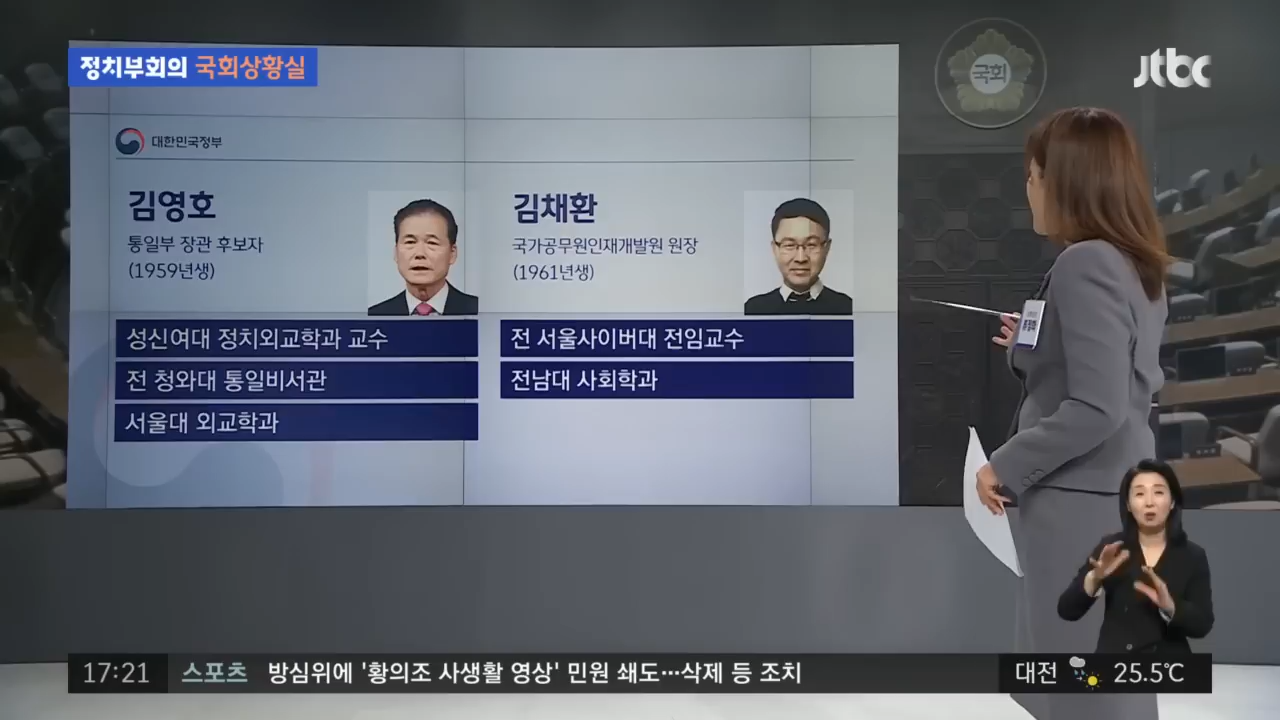 정치부회의 국회상황실
국회
jtbc
대한민국정부
김영호
통일부 장관 후보자
(1959년생)
성신여대 정치외교학과 교수
전 청와대 통일비서관
서울대 외교학과
김채환
국가공무원인재개발원 원장
(1961년생)
전 서울사이버대 전임교수
전남대 사회학과
17:21 스포츠 방심위에 '황의조 사생활 영상' 민원 쇄도…삭제 등 조치
대전 25.5℃